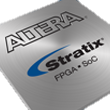 ALTERA
Stratix
FPGA • SoC